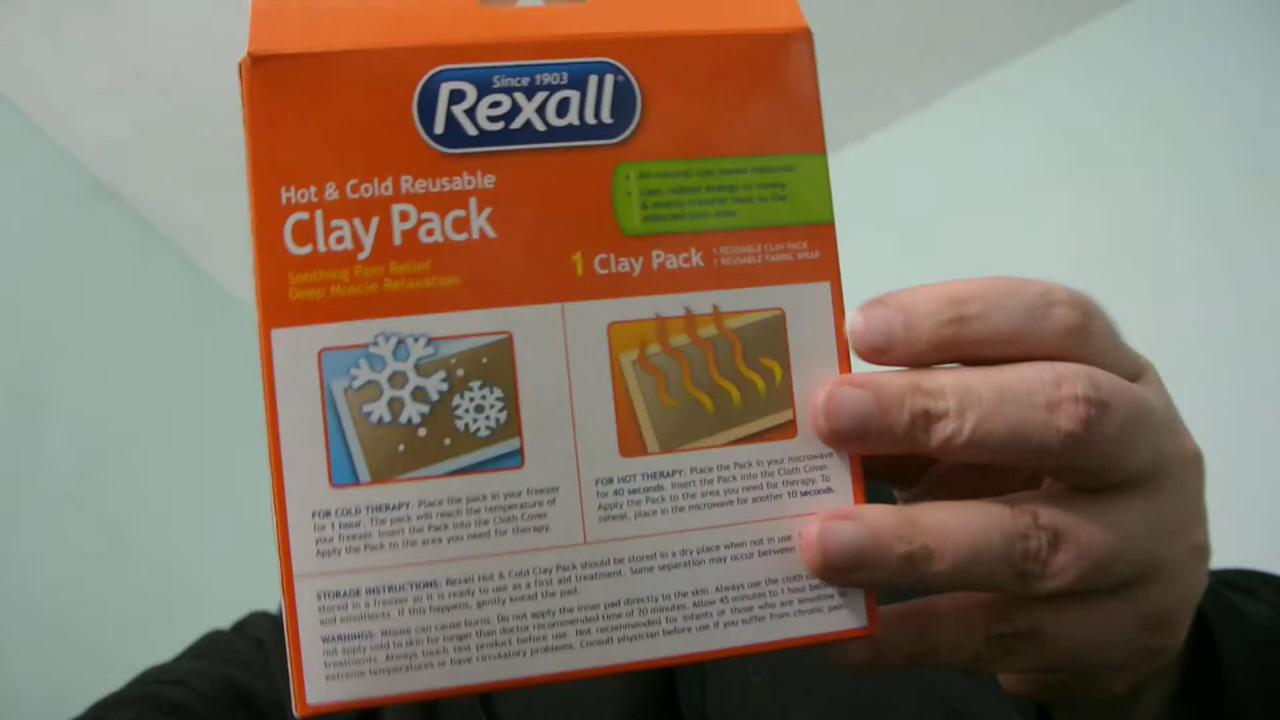 Since 1903
Rexall
Hot & Cold Reusable
Clay Pack
Soothing Pain Relief
Deep Muscle Relaxation
1 Clay Pack
1 REUSABLE CLAY PACK
1 REUSABLE FABRIC WRAP
FOR COLD THERAPY: Place the pack in your freezer
for 1 hour. The pack will reach the temperature of
your freezer. Insert the Pack into the Cloth Cover.
Apply the Pack to the area you need for therapy.
FOR HOT THERAPY: Place the Pack in your microwave
for 40 seconds. Insert the Pack into the Cloth Cover.
Apply the Pack to the area you need for therapy. To
reheat, place in the microwave for another 10 seconds.
STORAGE INSTRUCTIONS: Rexall Hot & Cold Clay Pack should be stored in a dry place when not in use.
stored in a freezer so it is ready to use as a first aid treatment. Some separation may occur between
and emollients. If this happens, gently knead the pad.
WARNINGS: Misuse can cause burns. Do not apply the inner pad directly to the skin. Always use the cloth
not apply cold to skin for longer than doctor recommended time of 20 minutes. Allow 45 minutes to 1 hour
treatments. Always touch test product before use. Not recommended for infants or those who are sensitive
extreme temperatures or have circulatory problems. Consult physician before use if you suffer from chronic